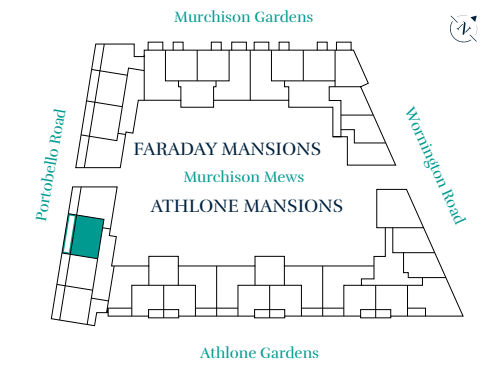 Murchison Gardens
N
Portobello Road
Wornington Road
FARADAY MANSIONS
Murchison Mews
ATHLONE MANSIONS
Athlone Gardens